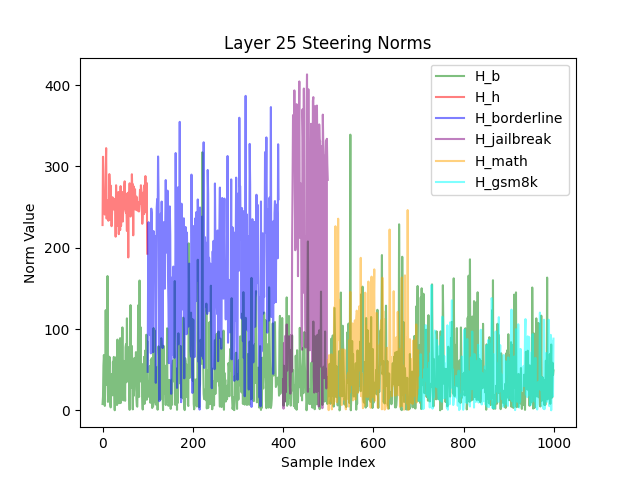 Layer 25 Steering Norms
H_b
H_h
H_borderline
H_jailbreak
H_math
H_gsm8k
400
300
200
100
0
Norm Value
0
200
400
600
800
1000
Sample Index